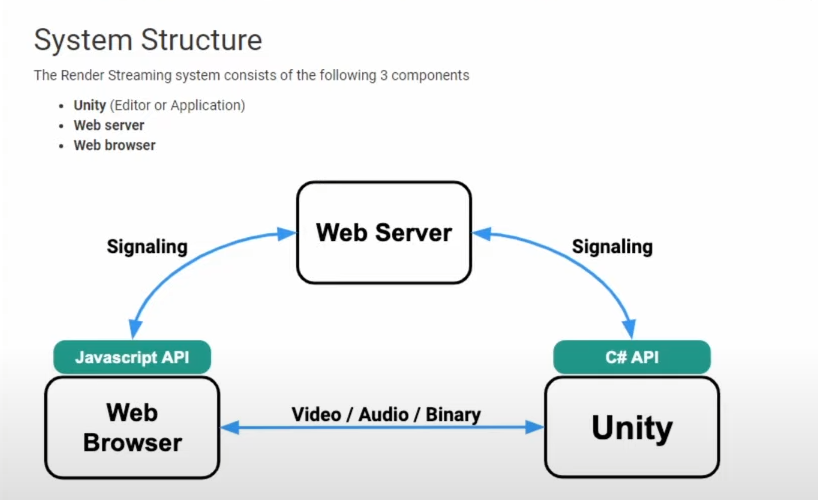 System Structure
The Render Streaming system consists of the following 3 components
• Unity (Editor or Application)
• Web server
• Web browser
Web Server
Signaling
Signaling
Javascript API
C# API
Web
Browser
Video / Audio / Binary
Unity